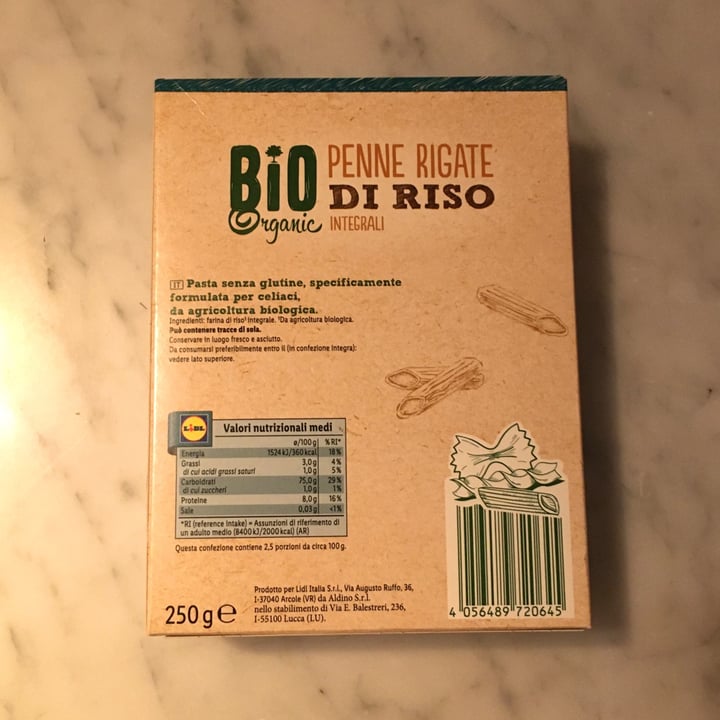 BiO
Organic
PENNE RIGATE
DI RISO
INTEGRALI
IT Pasta senza glutine, specificamente
formulata per celiaci,
da agricoltura biologica.
Ingredienti: farina di riso¹ integrale. ¹Da agricoltura biologica.
Può contenere tracce di soia.
Conservare in luogo fresco e asciutto.
Da consumarsi preferibilmente entro il (in confezione integra):
vedere lato superiore.
LIDL
Valori nutrizionali medi
ø/100g %RI*
Energia 1524 kJ/360kcal 18%
Grassi 3,0g 4%
di cui acidi grassi saturi 1,0g 5%
Carboidrati 75,0g 29%
di cui zuccheri 1,0g 1%
Proteine 8,0g 16%
Sale 0,03g <1%
*RI (reference intake) = Assunzioni di riferimento di
un adulto medio (8400kJ/2000kcal) (AR)
Questa confezione contiene 2,5 porzioni da circa 100g.
250g e
Prodotto per Lidl Italia S.r.l., Via Augusto Ruffo, 36,
I-37040 Arcole (VR) da Aldino S.r.l.
nello stabilimento di Via E. Balestreri, 236,
I-55100 Lucca (LU).
4 056489 720645